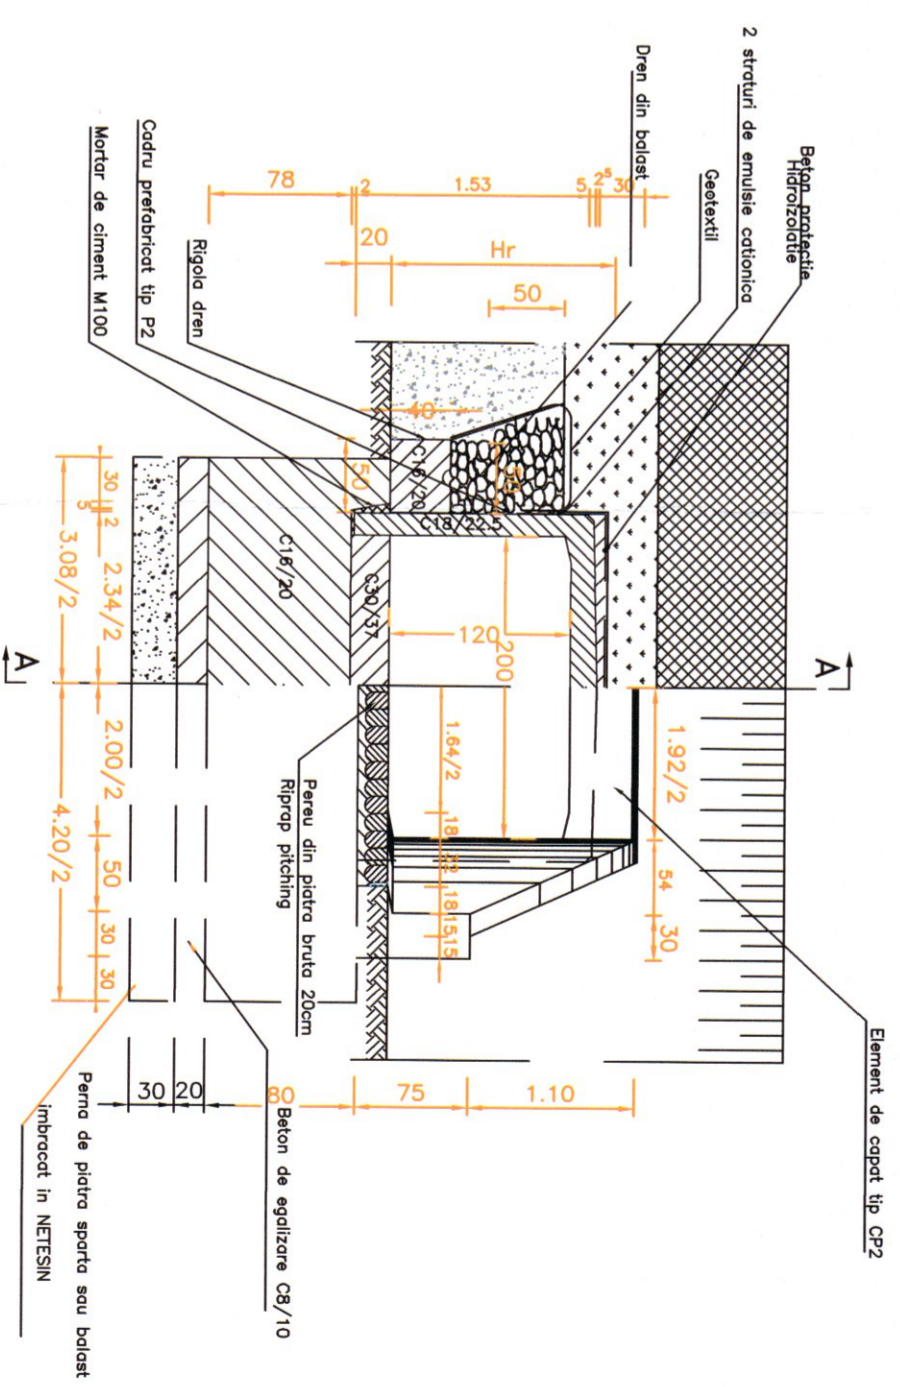 2 straturi de emulsie cationica
Beton protectie
Hidroizolatie
Dren din balast
Geotextil
Rigola dren
Cadru prefabricat tip P2
Mortar de ciment M100
78
2
1.53
5
2⁵
30
20
Hr
50
40
50
50
C16/20
C18/22.5
C16/20
C30/37
120
200
30
5
2
2.34/2
3.08/2
A
A
2.00/2
50
30
30
4.20/2
1.64/2
18
32
18
15
15
1.92/2
54
30
Pereu din piatra bruta 20cm
Riprap pitching
Element de capat tip CP2
30
20
80
75
1.10
Beton de egalizare C8/10
Perna de piatra sparta sau balast
imbracat in NETESIN